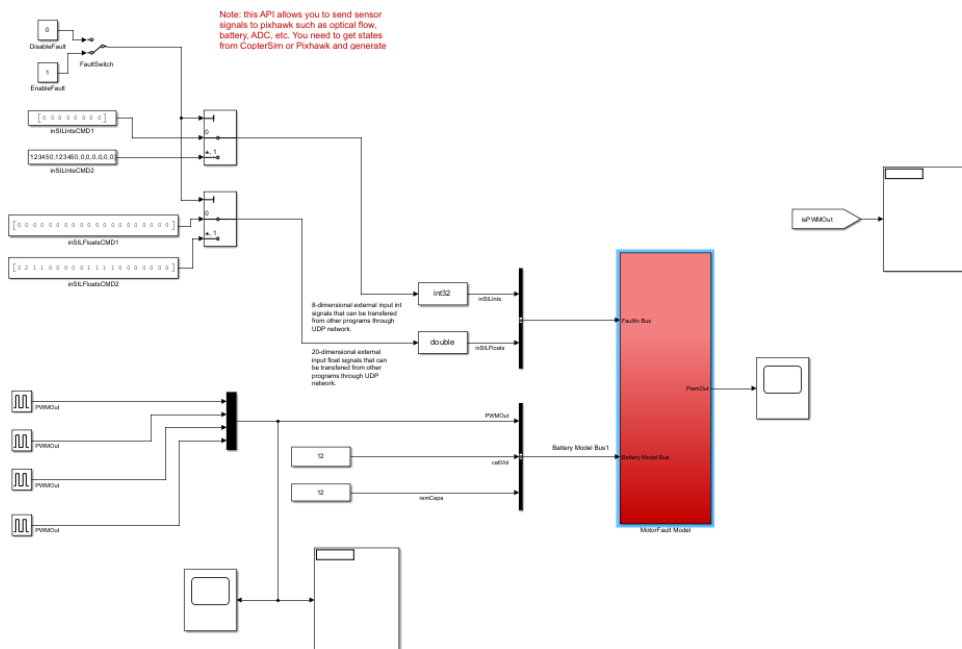 Note: this API allows you to send sensor
signals to pixhawk such as optical flow,
battery, ADC, etc. You need to get states
from CopterSim or Pixhawk and generate
0
DisableFault
FaultSwitch
1
EnableFault
[0 0 0 0 0 0 0 0]
inSILIntsCMD1
0
123450,123450,0,0,0,0,0,0]
*, 1
inSILIntsCMD2
[0 0 0 0 0 0 0 0 0 0 0 0 0 0 0 0 0 0 0 0]
0
inSILFloatsCMD1
*, 1
[2 2 1 1 0 0 0 0 0 1 1 1 1 0 0 0 0 0 0 0]
inSILFloatsCMD2
isPWMOut
int32
inSILInts
8-dimensional external input int
signals that can be transfered
from other programs through
UDP network.
double
inSILFloats
20-dimensional external
input float signals that can
be transfered from other
programs through UDP
network.
FaultIn Bus
PwmOut
Battery Model Bus
MotorFault Model
PWMOut
PWMOut
PWMOut
PWMOut
PWMOut
12
cellVol
Battery Model Bus1
12
remCapa